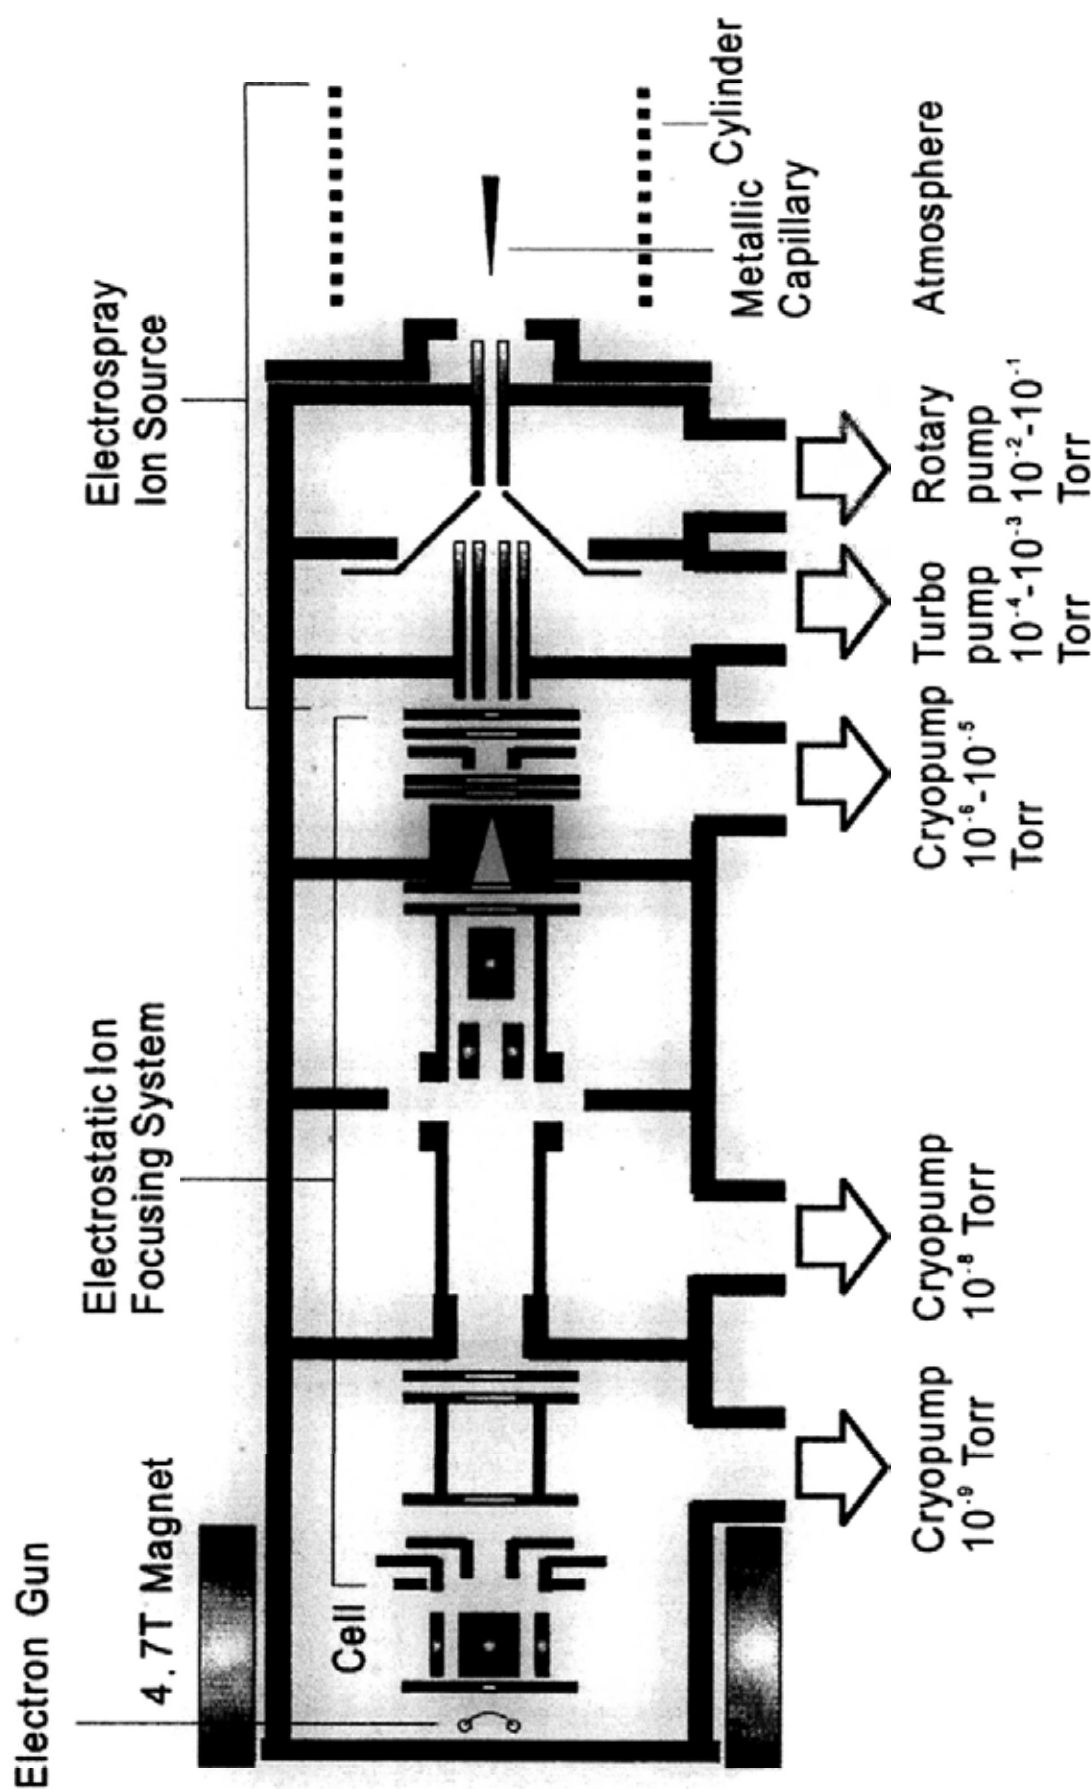 Electron Gun
4.7T Magnet
Cell
Electrostatic Ion
Focusing System
Electrospray
Ion Source
Cylinder
Metallic
Capillary
Atmosphere
Rotary
pump
10⁻²-10⁻¹
Torr
Turbo
pump
10⁻⁴-10⁻³
Torr
Cryopump
10⁻⁶-10⁻⁵
Torr
Cryopump
10⁻⁸ Torr
Cryopump
10⁻⁹ Torr